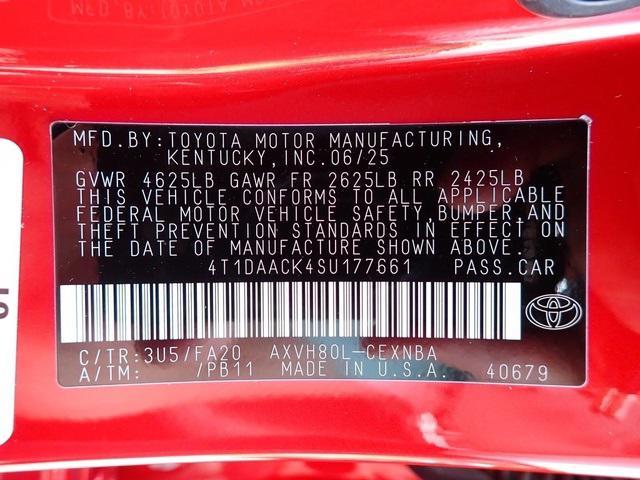 MFD.BY:TOYOTA MOTOR MANUFACTURING,
KENTUCKY,INC.06/25
GVWR 4625LB GAWR FR 2625LB RR 2425LB
THIS VEHICLE CONFORMS TO ALL APPLICABLE
FEDERAL MOTOR VEHICLE SAFETY,BUMPER,AND
THEFT PREVENTION STANDARDS IN EFFECT ON
THE DATE OF MANUFACTURE SHOWN ABOVE.
4T1DAACK4SU177661 PASS.CAR
C/TR:3U5/FA20 AXVH80L-CEXNBA
A/TM: /PB11 MADE IN U.S.A. 40679